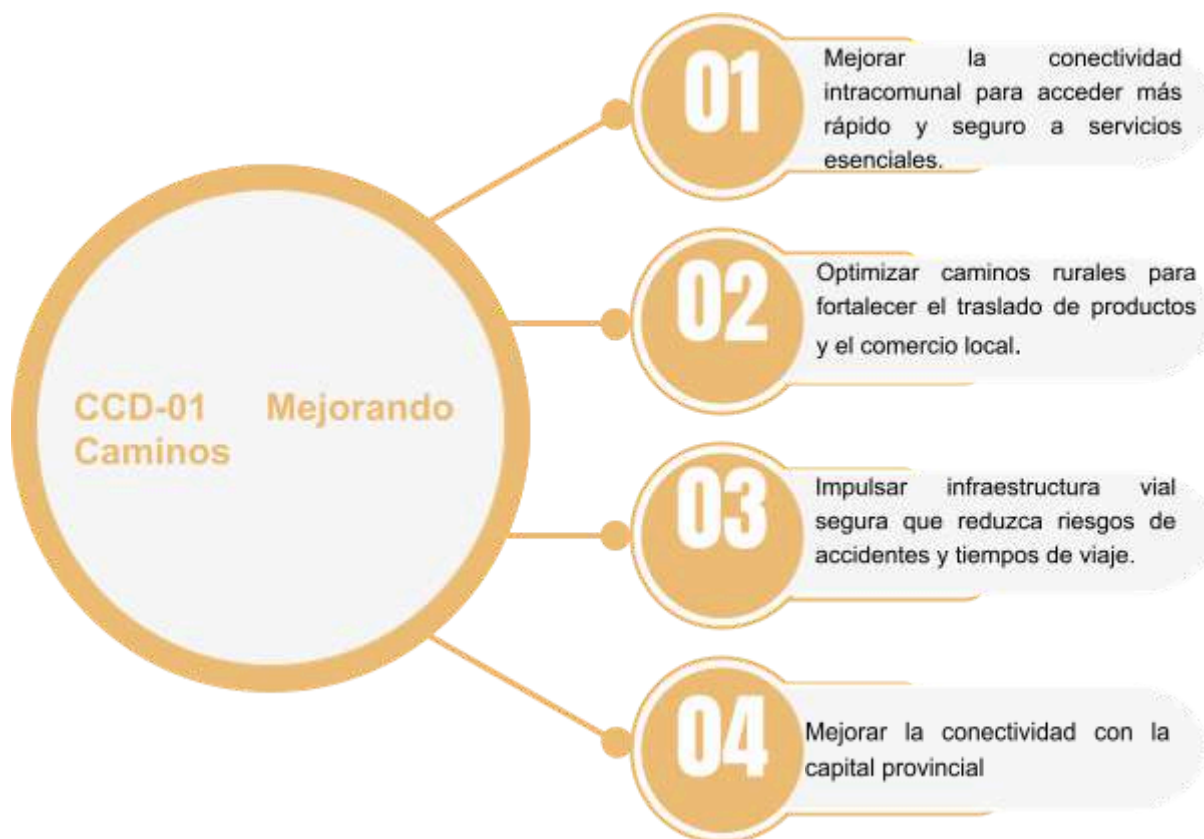 CCD-01 Mejorando
Caminos
01
Mejorar la conectividad
intracomunal para acceder más
rápido y seguro a servicios
esenciales.
02
Optimizar caminos rurales para
fortalecer el traslado de productos
y el comercio local.
03
Impulsar infraestructura vial
segura que reduzca riesgos de
accidentes y tiempos de viaje.
04
Mejorar la conectividad con la
capital provincial